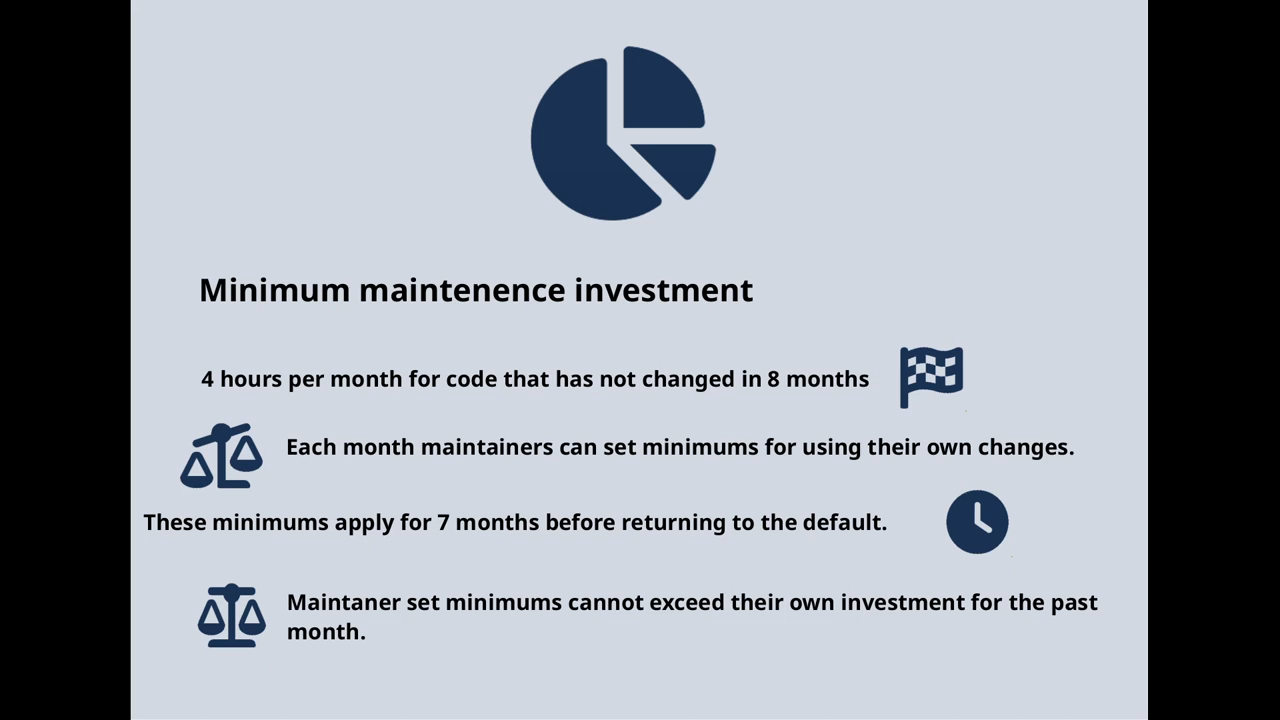 Minimum maintenence investment
4 hours per month for code that has not changed in 8 months
Each month maintainers can set minimums for using their own changes.
These minimums apply for 7 months before returning to the default.
Maintaner set minimums cannot exceed their own investment for the past
month.